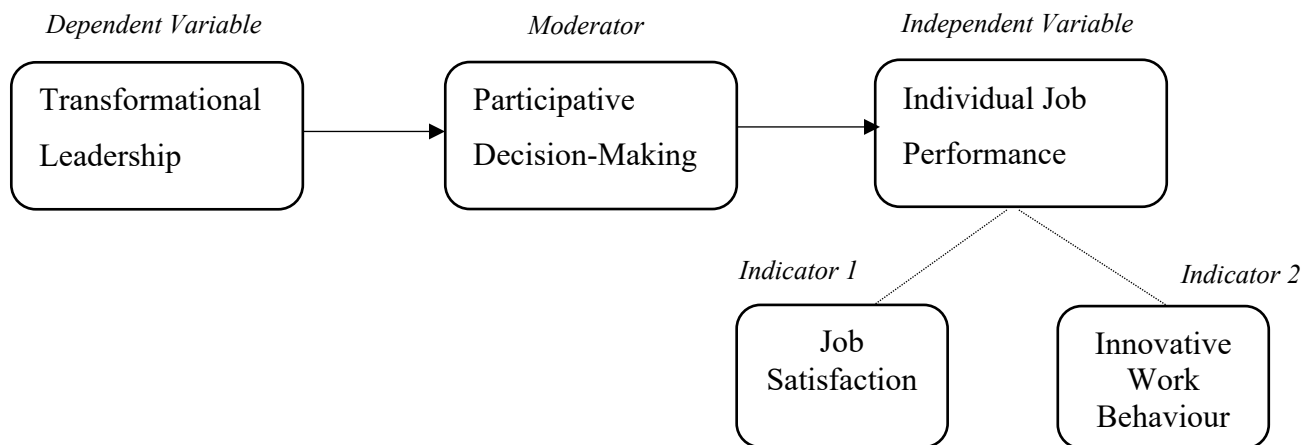 Dependent Variable
Moderator
Independent Variable
Transformational
Leadership
Participative
Decision-Making
Individual Job
Performance
Indicator 1
Indicator 2
Job
Satisfaction
Innovative
Work
Behaviour